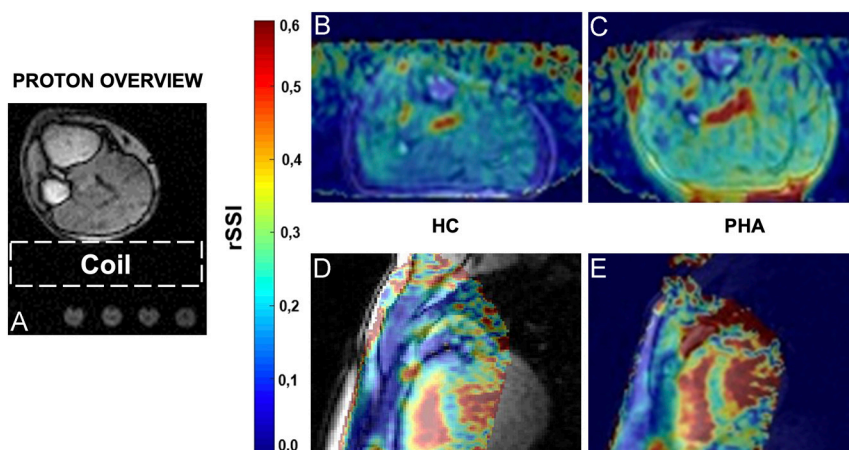 PROTON OVERVIEW
Coil
A
rSSI
0,6
0,5
0,4
0,3
0,2
0,1
0.0
B
C
HC
PHA
D
E